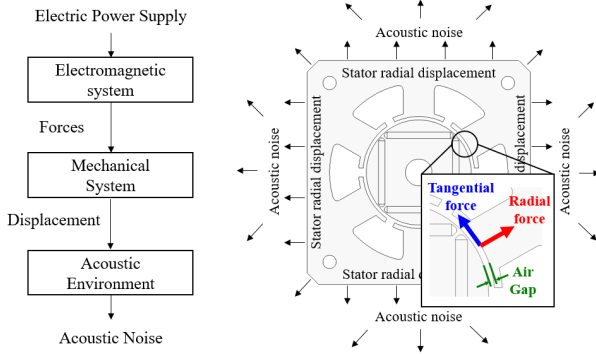 Electric Power Supply
Electromagnetic
system
Forces
Mechanical
System
Displacement
Acoustic
Environment
Acoustic Noise
Acoustic noise
Stator radial displacement
Acoustic noise
Stator radial displacement
displacement
Acoustic noise
Tangential
force
Radial
force
Air
Gap
Stator radial
Acoustic noise